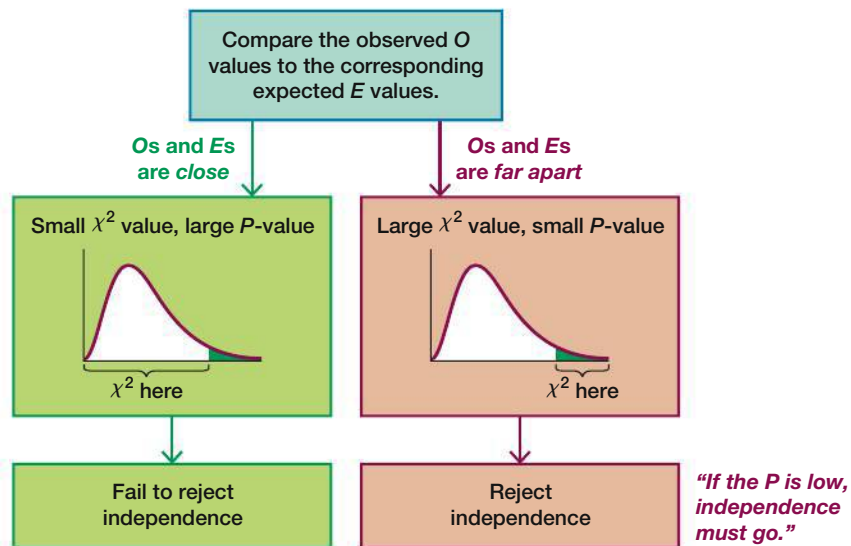 Compare the observed O
values to the corresponding
expected E values.
Os and Es
are close
Os and Es
are far apart
Small χ² value, large P-value
χ² here
Large χ² value, small P-value
χ² here
Fail to reject
independence
Reject
independence
“If the P is low,
independence
must go.”